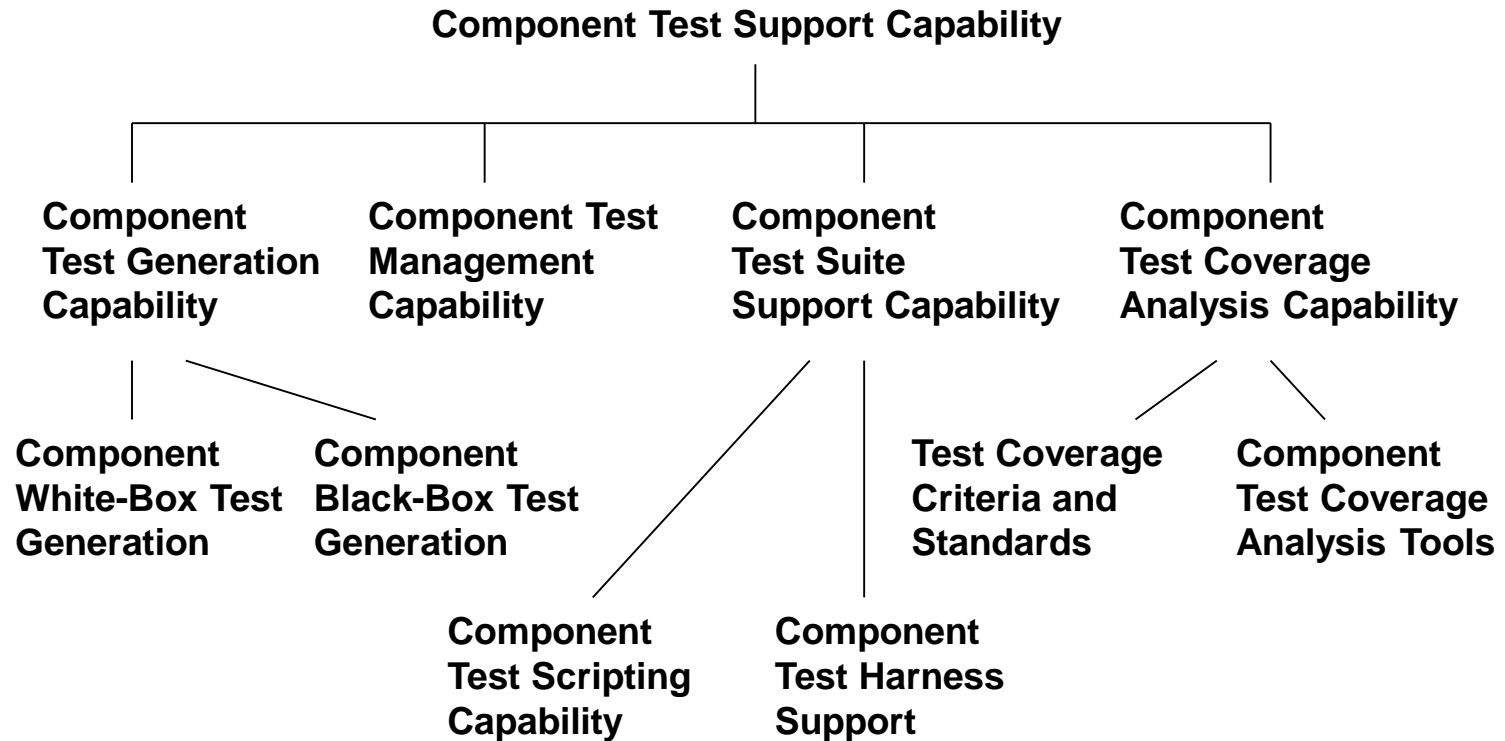 Component Test Support Capability
Component
Test Generation
Capability
Component Test
Management
Capability
Component
Test Suite
Support Capability
Component
Test Coverage
Analysis Capability
Component
White-Box Test
Generation
Component
Black-Box Test
Generation
Test Coverage
Criteria and
Standards
Component
Test Coverage
Analysis Tools
Component
Test Scripting
Capability
Component
Test Harness
Support